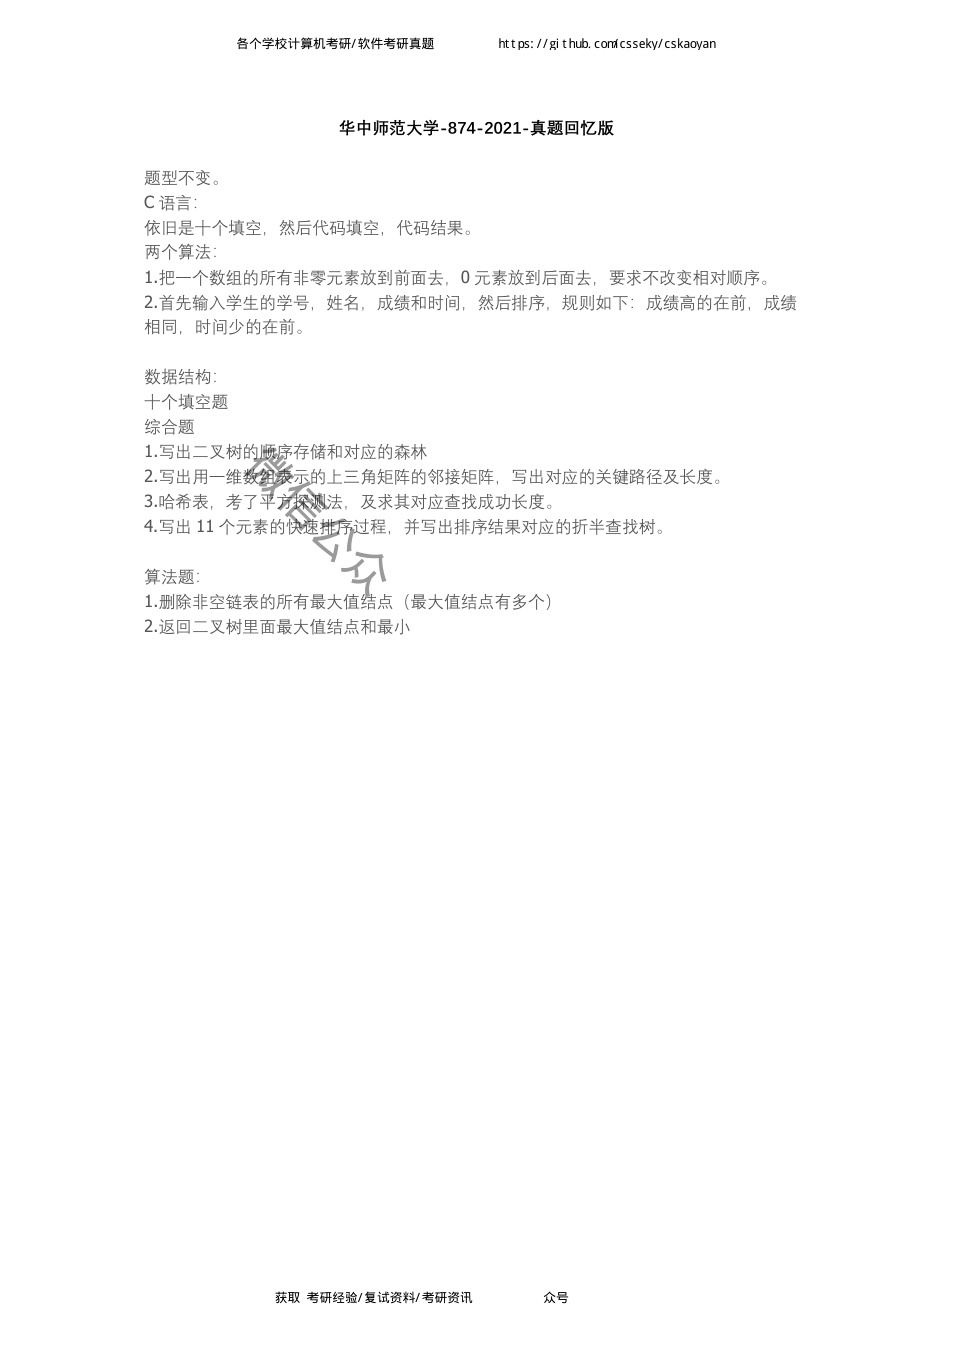 各个学校计算机考研/软件考研真题 https://github.com/csseky/cskaoyan
华中师范大学-874-2021-真题回忆版
题型不变。
C 语言：
依旧是十个填空，然后代码填空，代码结果。
两个算法：
1.把一个数组的所有非零元素放到前面去，0 元素放到后面去，要求不改变相对顺序。
2.首先输入学生的学号，姓名，成绩和时间，然后排序，规则如下：成绩高的在前，成绩
相同，时间少的在前。
数据结构：
十个填空题
综合题
1.写出二叉树的顺序存储和对应的森林
2.写出用一维数组表示的上三角矩阵的邻接矩阵，写出对应的关键路径及长度。
3.哈希表，考了平方探测法，及求其对应查找成功长度。
4.写出 11 个元素的快速排序过程，并写出排序结果对应的折半查找树。
微信公众
算法题：
1.删除非空链表的所有最大值结点（最大值结点有多个）
2.返回二叉树里面最大值结点和最小
获取 考研经验/复试资料/考研资讯 众号